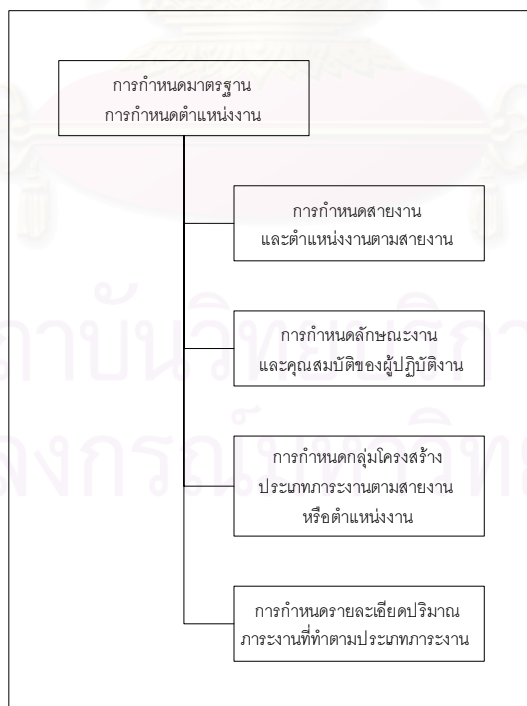 การกำหนดมาตรฐาน
การกำหนดตำแหน่งงาน
การกำหนดสายงาน
และตำแหน่งงานตามสายงาน
การกำหนดลักษณะงาน
และคุณสมบัติของผู้ปฏิบัติงาน
การกำหนดกลุ่มโครงสร้าง
ประเภทภาระงานตามสายงาน
หรือตำแหน่งงาน
การกำหนดรายละเอียดปริมาณ
ภาระงานที่ทำตามประเภทภาระงาน